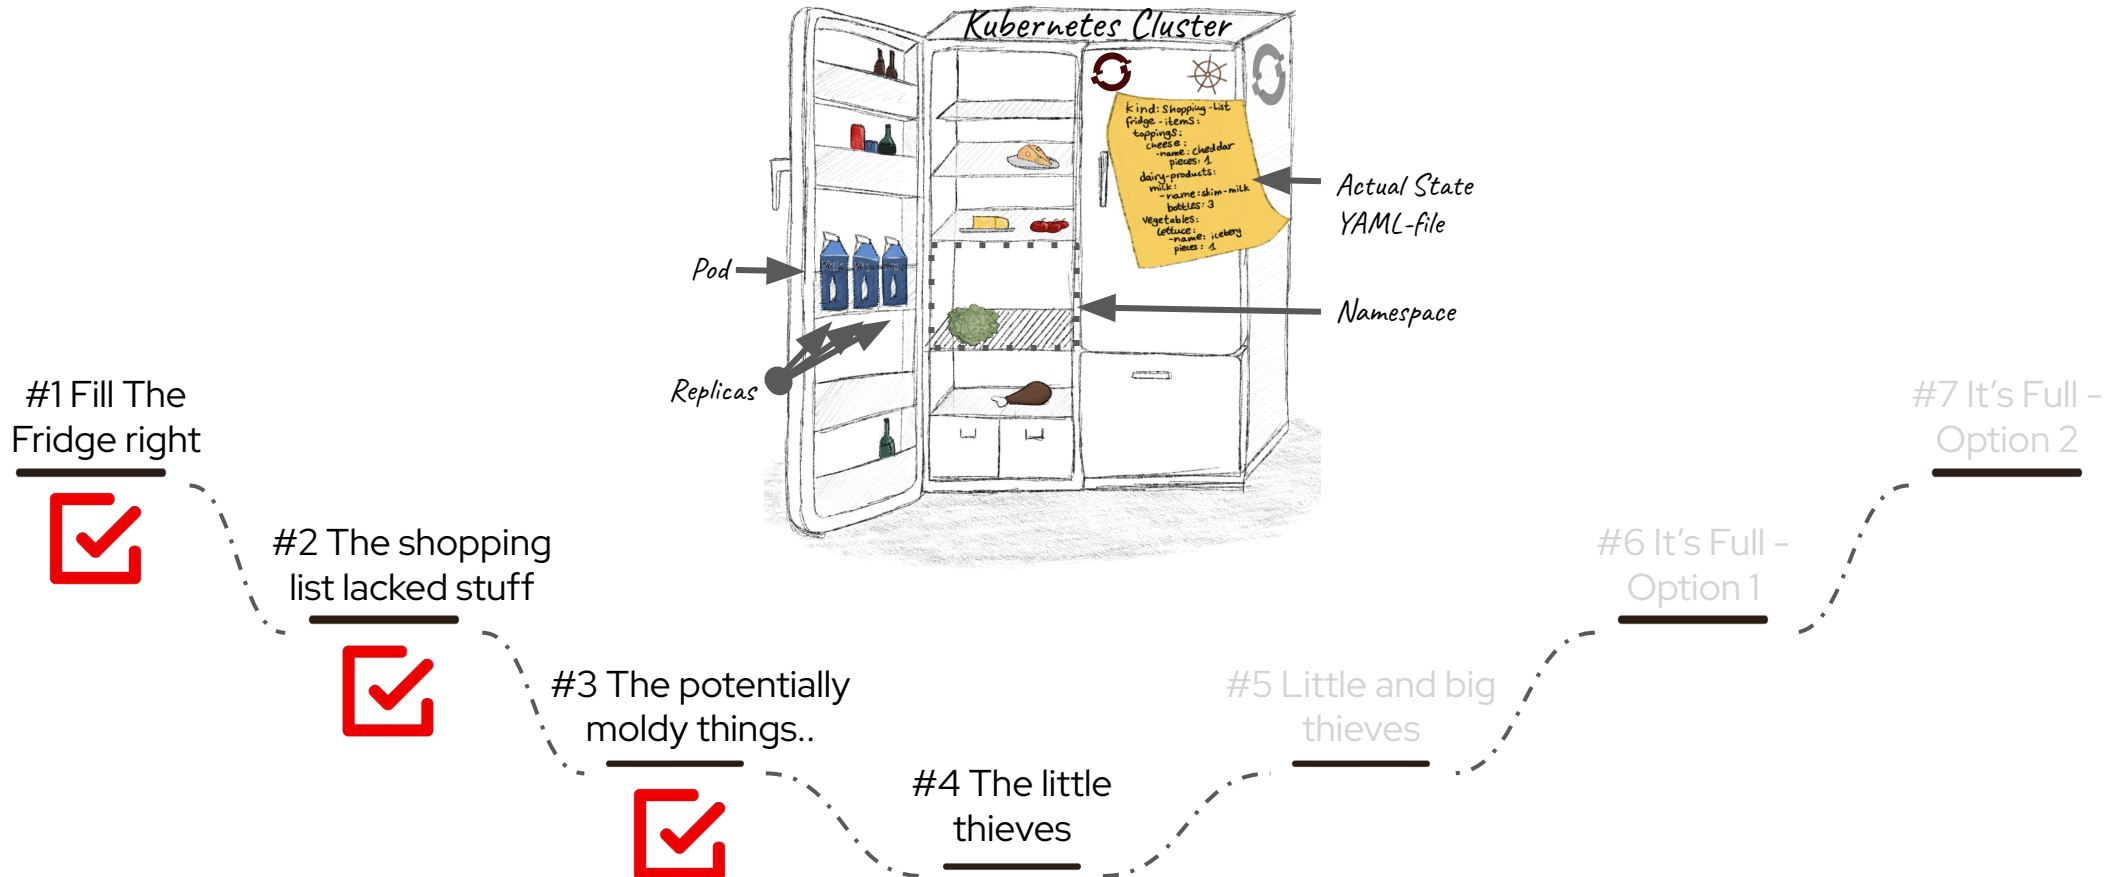 Kubernetes Cluster
kind: Shopping-List
fridge-items:
toppings:
cheese:
-name: cheddar
pieces: 1
dairy-products:
milk:
-name: skim-milk
bottles: 3
vegetables:
lettuce:
-name: iceberg
pieces: 1
Actual State
YAML-file
Pod
Namespace
Replicas
#1 Fill The
Fridge right
#2 The shopping
list lacked stuff
#3 The potentially
moldy things..
#4 The little
thieves
#5 Little and big
thieves
#6 It’s Full -
Option 1
#7 It’s Full -
Option 2